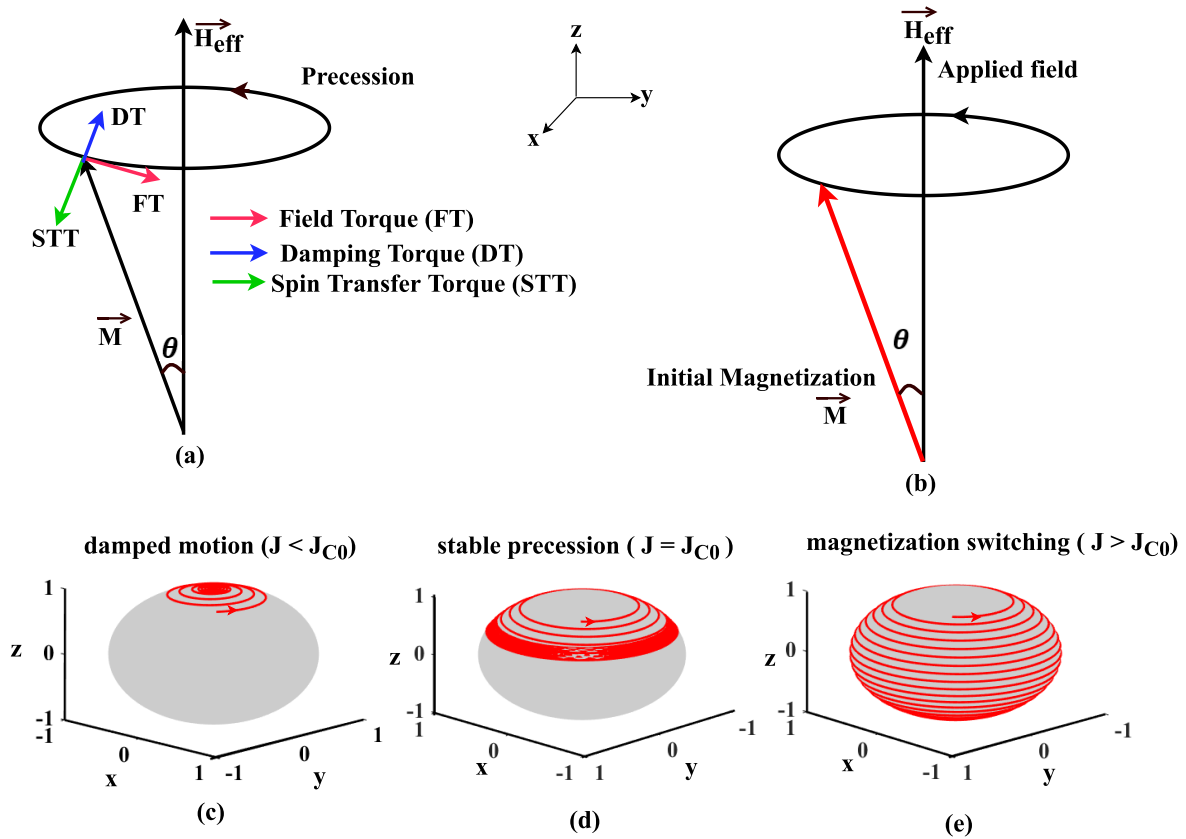 H_eff
Precession
DT
FT
STT
Field Torque (FT)
Damping Torque (DT)
Spin Transfer Torque (STT)
M
θ
(a)
z
y
x
H_eff
Applied field
θ
Initial Magnetization
M
(b)
damped motion (J < J_C0)
1
z 0
-1
-1
0
x
1
-1
0
y
1
(c)
stable precession ( J = J_C0 )
1
z 0
-1
1
0
x
-1
1
0
y
-1
(d)
magnetization switching ( J > J_C0)
1
z 0
-1
1
0
x
-1
1
0
y
-1
(e)